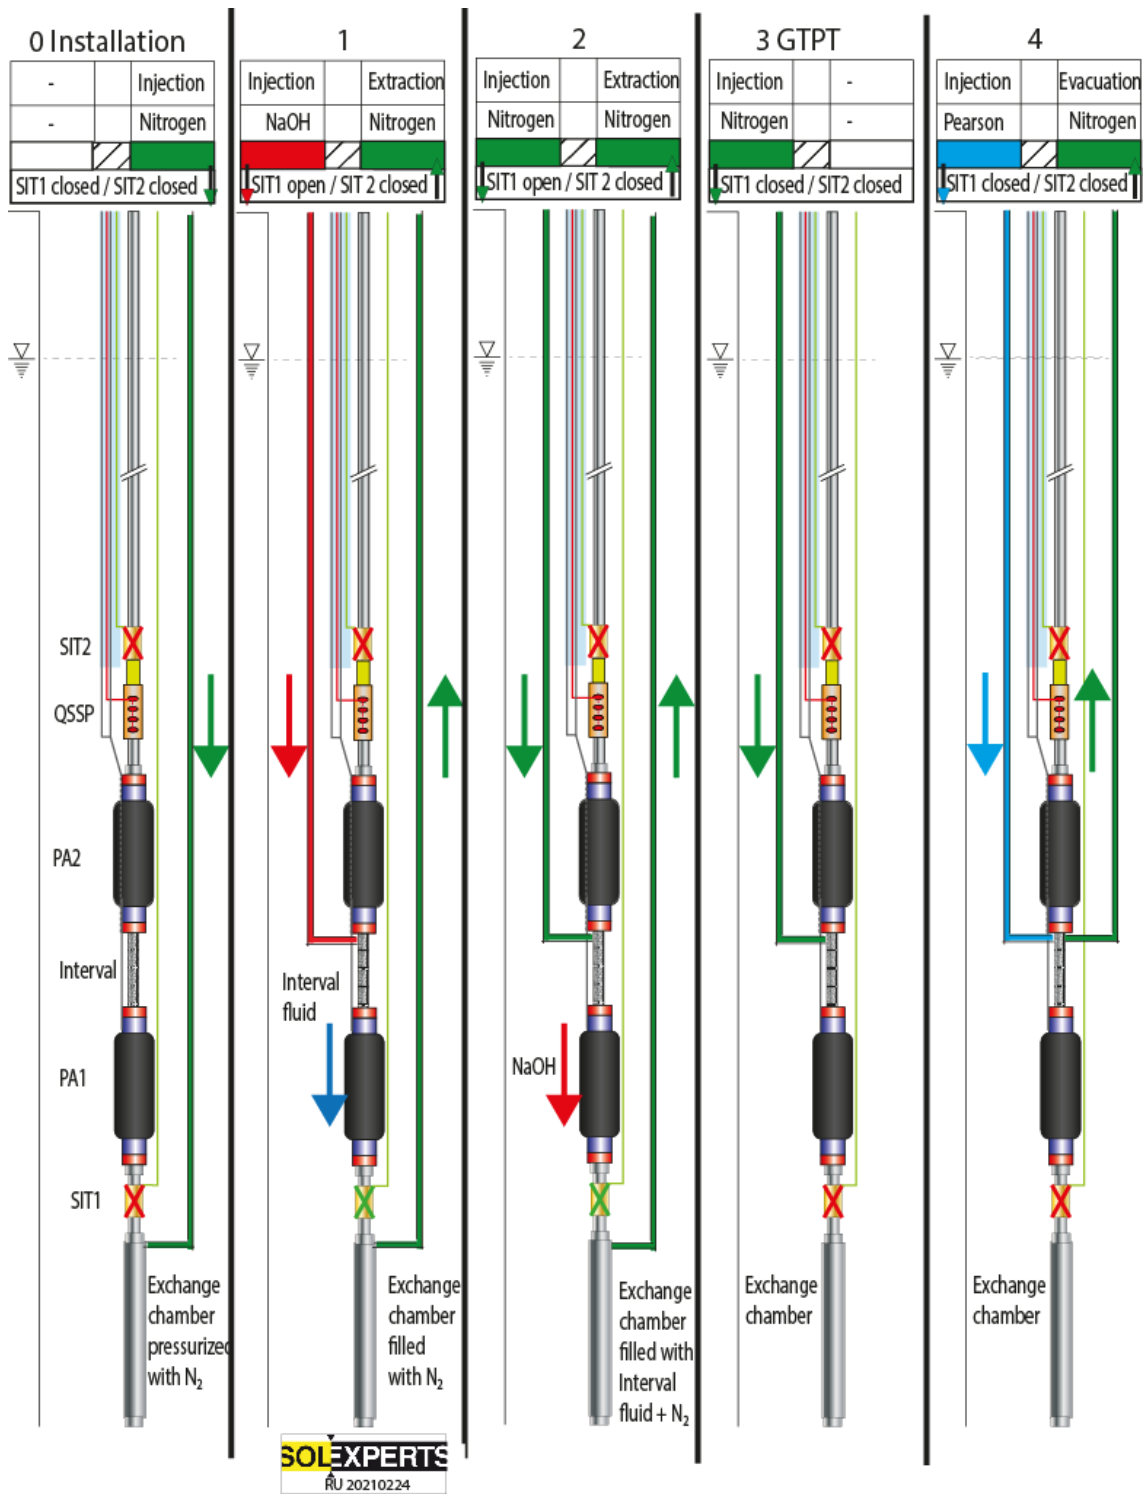 0 Installation
-
Injection
-
Nitrogen
SIT1 closed / SIT2 closed
1
Injection
Extraction
NaOH
Nitrogen
SIT1 open / SIT 2 closed
2
Injection
Extraction
Nitrogen
Nitrogen
SIT1 open / SIT 2 closed
3 GTPT
Injection
-
Nitrogen
-
SIT1 closed / SIT2 closed
4
Injection
Evacuation
Pearson
Nitrogen
SIT1 closed / SIT2 closed
SIT2
QSSP
PA2
Interval
PA1
SIT1
Exchange
chamber
pressurized
with N₂
Interval
fluid
Exchange
chamber
filled
with N₂
NaOH
Exchange
chamber
filled with
Interval
fluid + N₂
Exchange
chamber
Exchange
chamber
SOLEXPERTS
RU 20210224